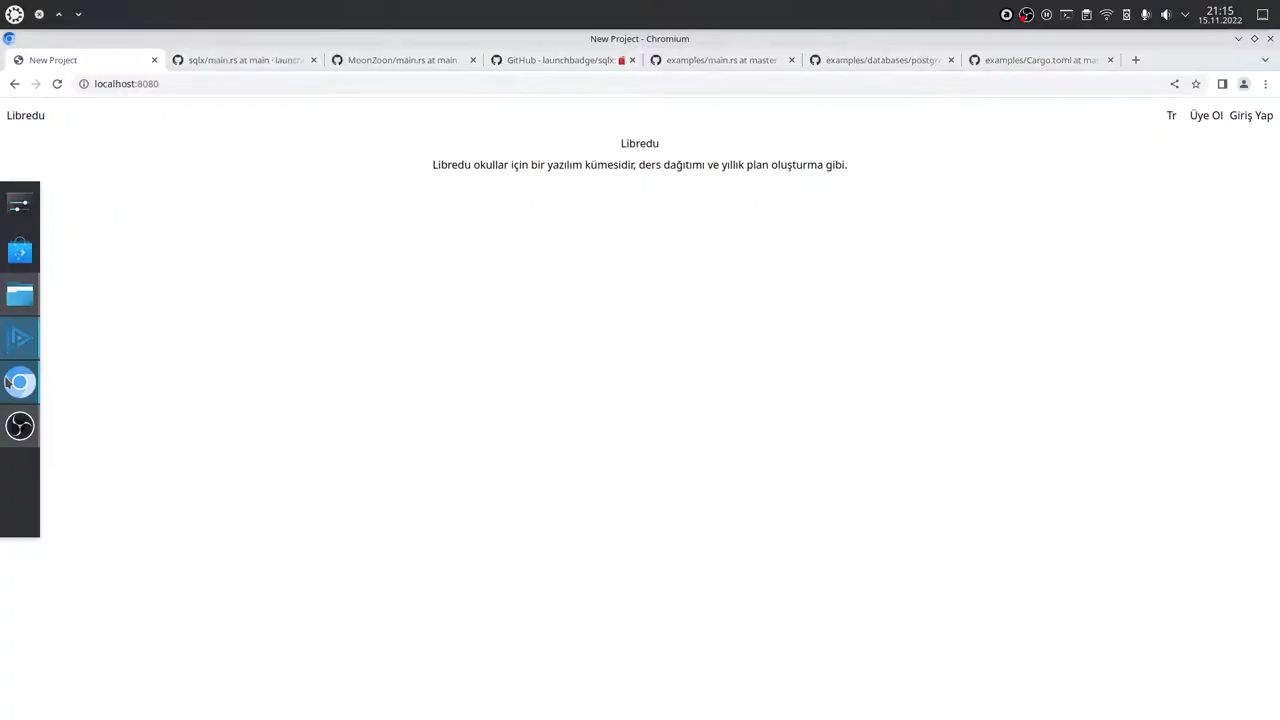 21:15
15.11.2022
New Project - Chromium
New Project
sqlx/main.rs at main · launch
MoonZoon/main.rs at main
GitHub - launchbadge/sqlx:
examples/main.rs at master
examples/databases/postgr
examples/Cargo.toml at ma
localhost:8080
Libredu
Tr Üye Ol Giriş Yap
Libredu
Libredu okullar için bir yazılım kümesidir, ders dağıtımı ve yıllık plan oluşturma gibi.